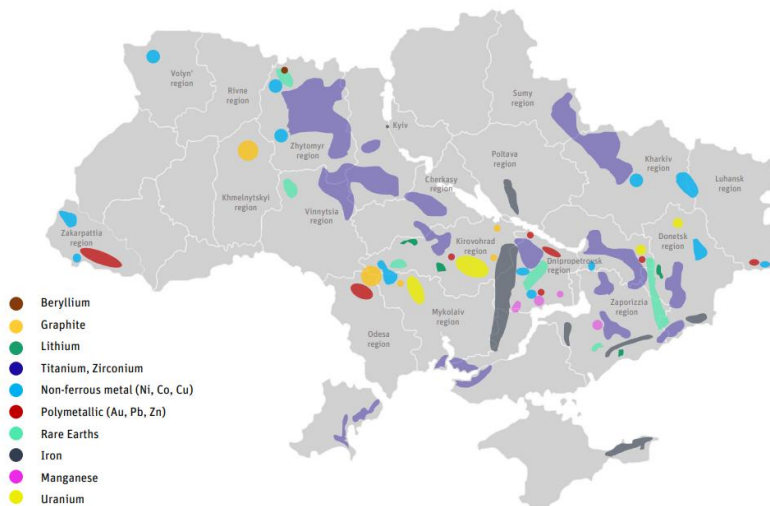 Volyn'
region
Rivne
region
Zhytomyr
region
Kyiv
Sumy
region
Poltava
region
Kharkiv
region
Luhansk
region
Khmelnytskyi
region
Vinnytsia
region
Cherkasy
region
Zakarpattia
region
Kirovohrad
region
Dnipropetrovsk
region
Donetsk
region
Zaporizzia
region
Mykolaiv
region
Odesa
region
Beryllium
Graphite
Lithium
Titanium, Zirconium
Non-ferrous metal (Ni, Co, Cu)
Polymetallic (Au, Pb, Zn)
Rare Earths
Iron
Manganese
Uranium